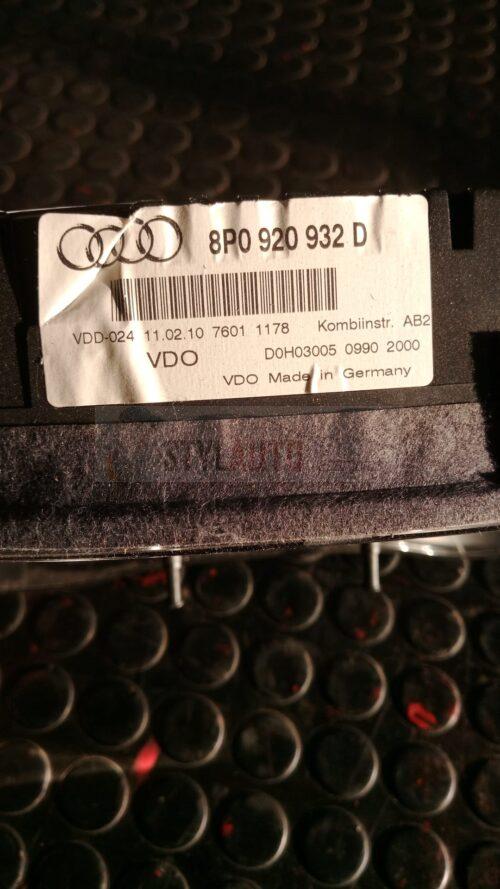 8P0 920 932 D
VDD-024 11.02.10 7601 1178 Kombiinstr. AB2
VDO D0H03005 0990 2000
VDO Made in Germany
STYLAUTO